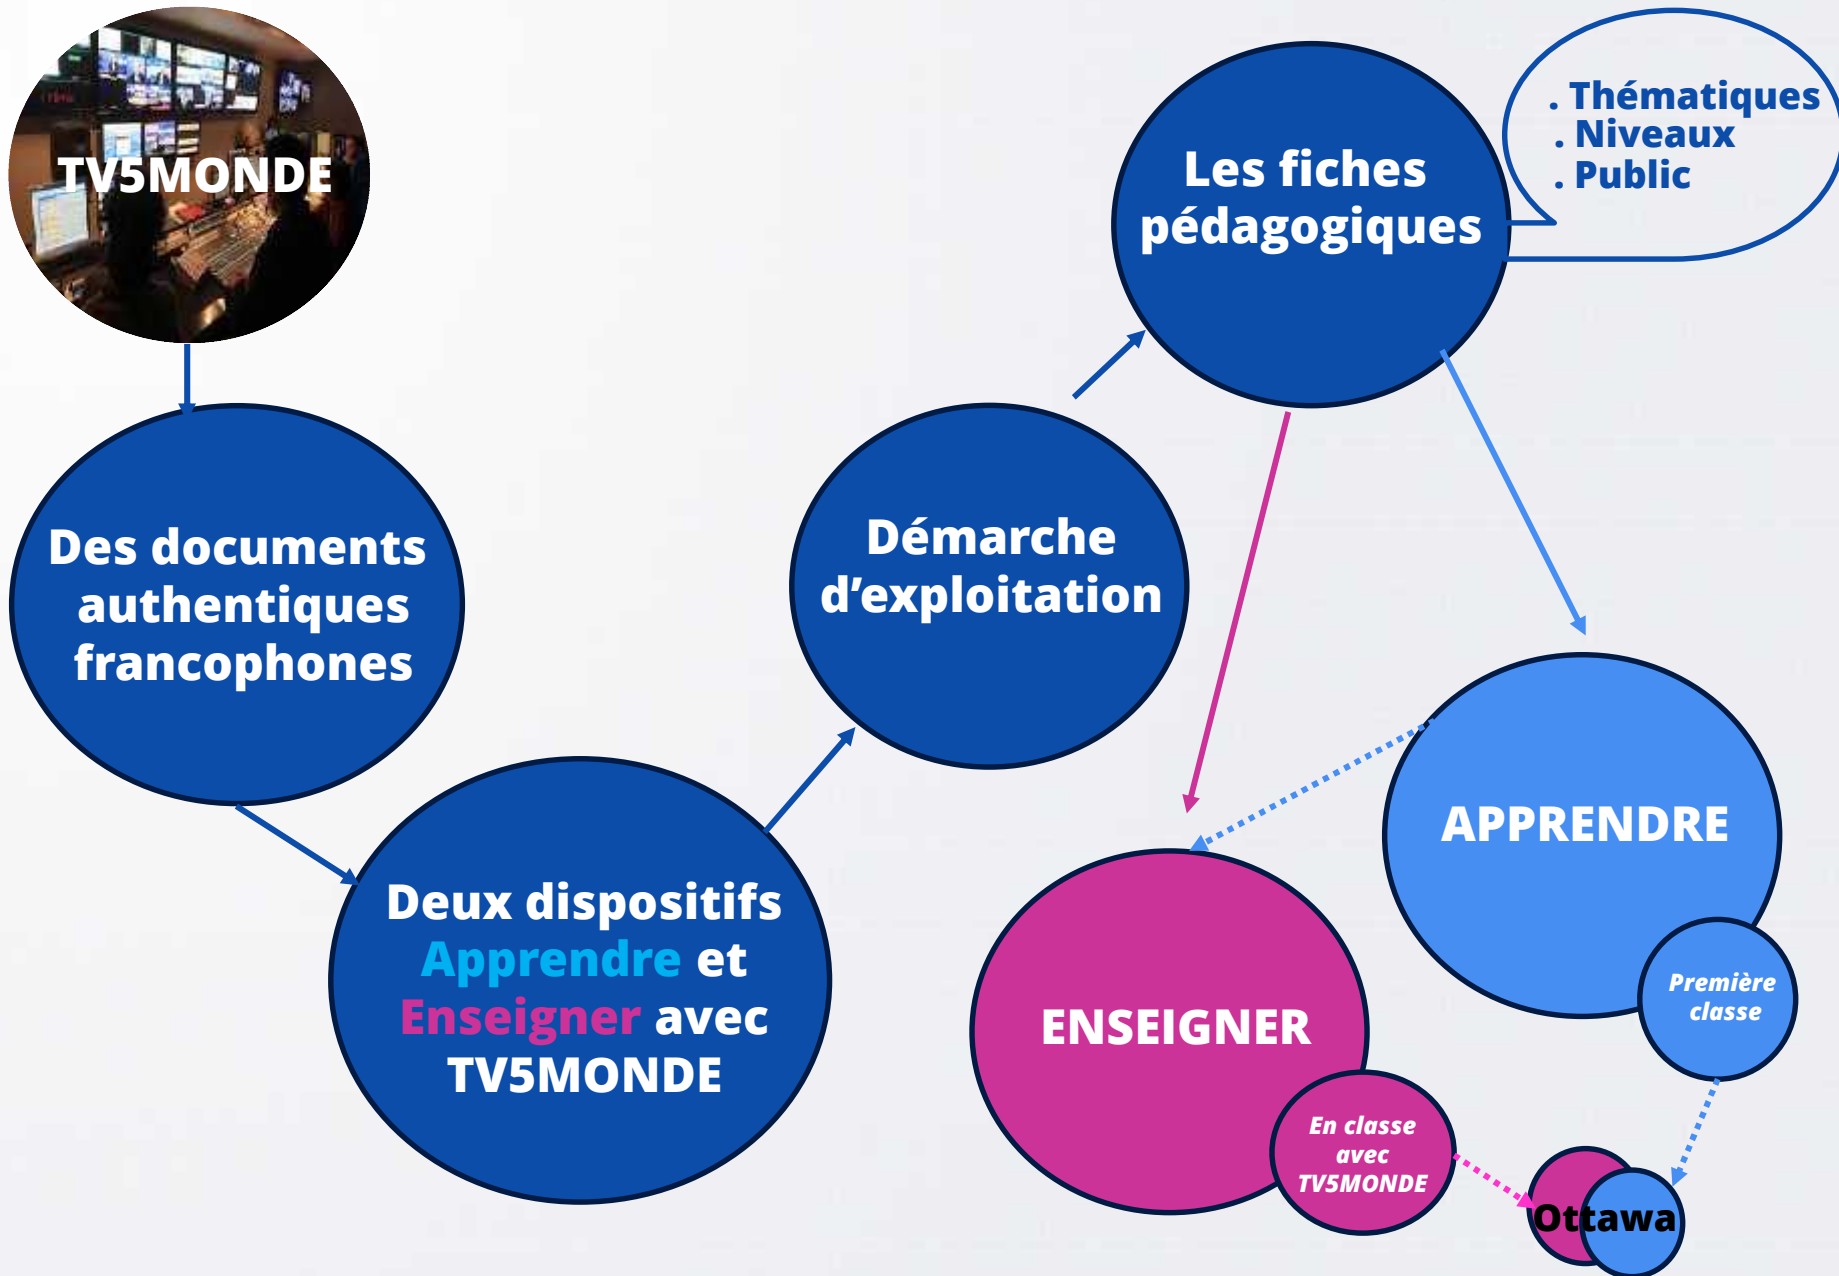 TV5MONDE
Des documents
authentiques
francophones
Deux dispositifs
Apprendre et
Enseigner avec
TV5MONDE
Démarche
d’exploitation
Les fiches
pédagogiques
. Thématiques
. Niveaux
. Public
APPRENDRE
Première
classe
ENSEIGNER
En classe
avec
TV5MONDE
Ottawa